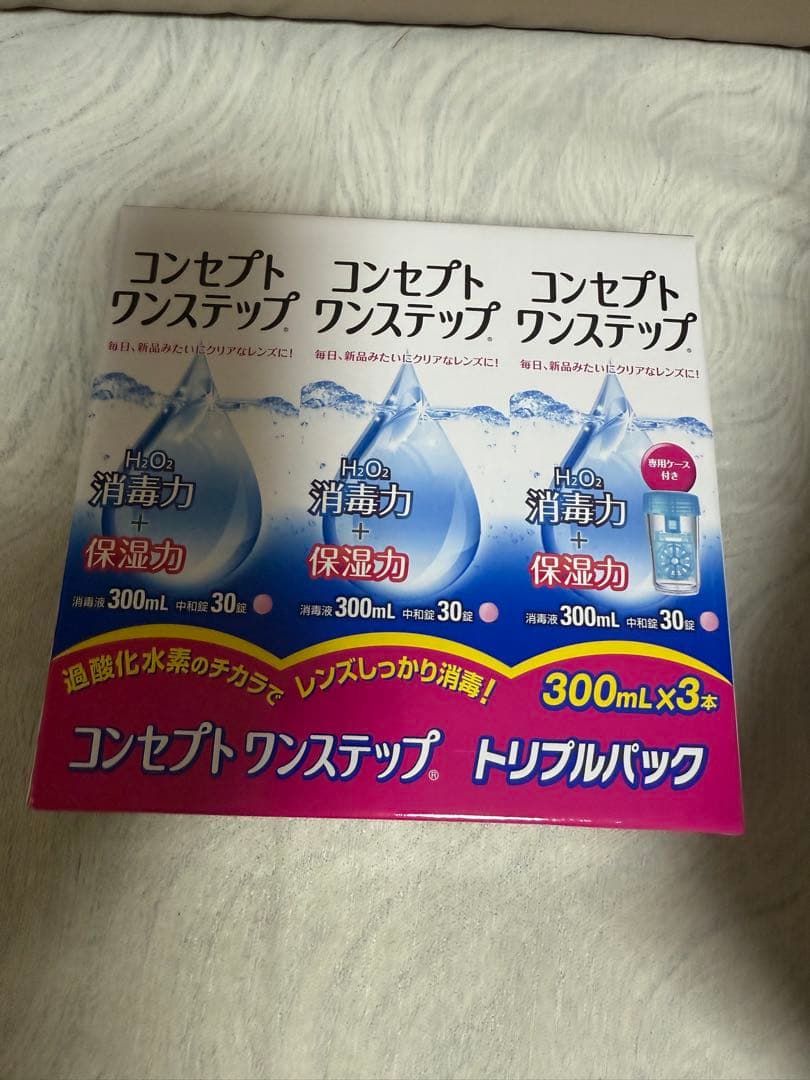 コンセプト
ワンステップ®
毎日、新品みたいにクリアなレンズに!
H₂O₂
消毒力
+
保湿力
消毒液 300mL 中和錠 30錠
コンセプト
ワンステップ®
毎日、新品みたいにクリアなレンズに!
H₂O₂
消毒力
+
保湿力
消毒液 300mL 中和錠 30錠
コンセプト
ワンステップ®
毎日、新品みたいにクリアなレンズに!
専用ケース
付き
H₂O₂
消毒力
+
保湿力
消毒液 300mL 中和錠 30錠
過酸化水素のチカラで レンズしっかり消毒! 300mL×3本
コンセプト ワンステップ® トリプルパック